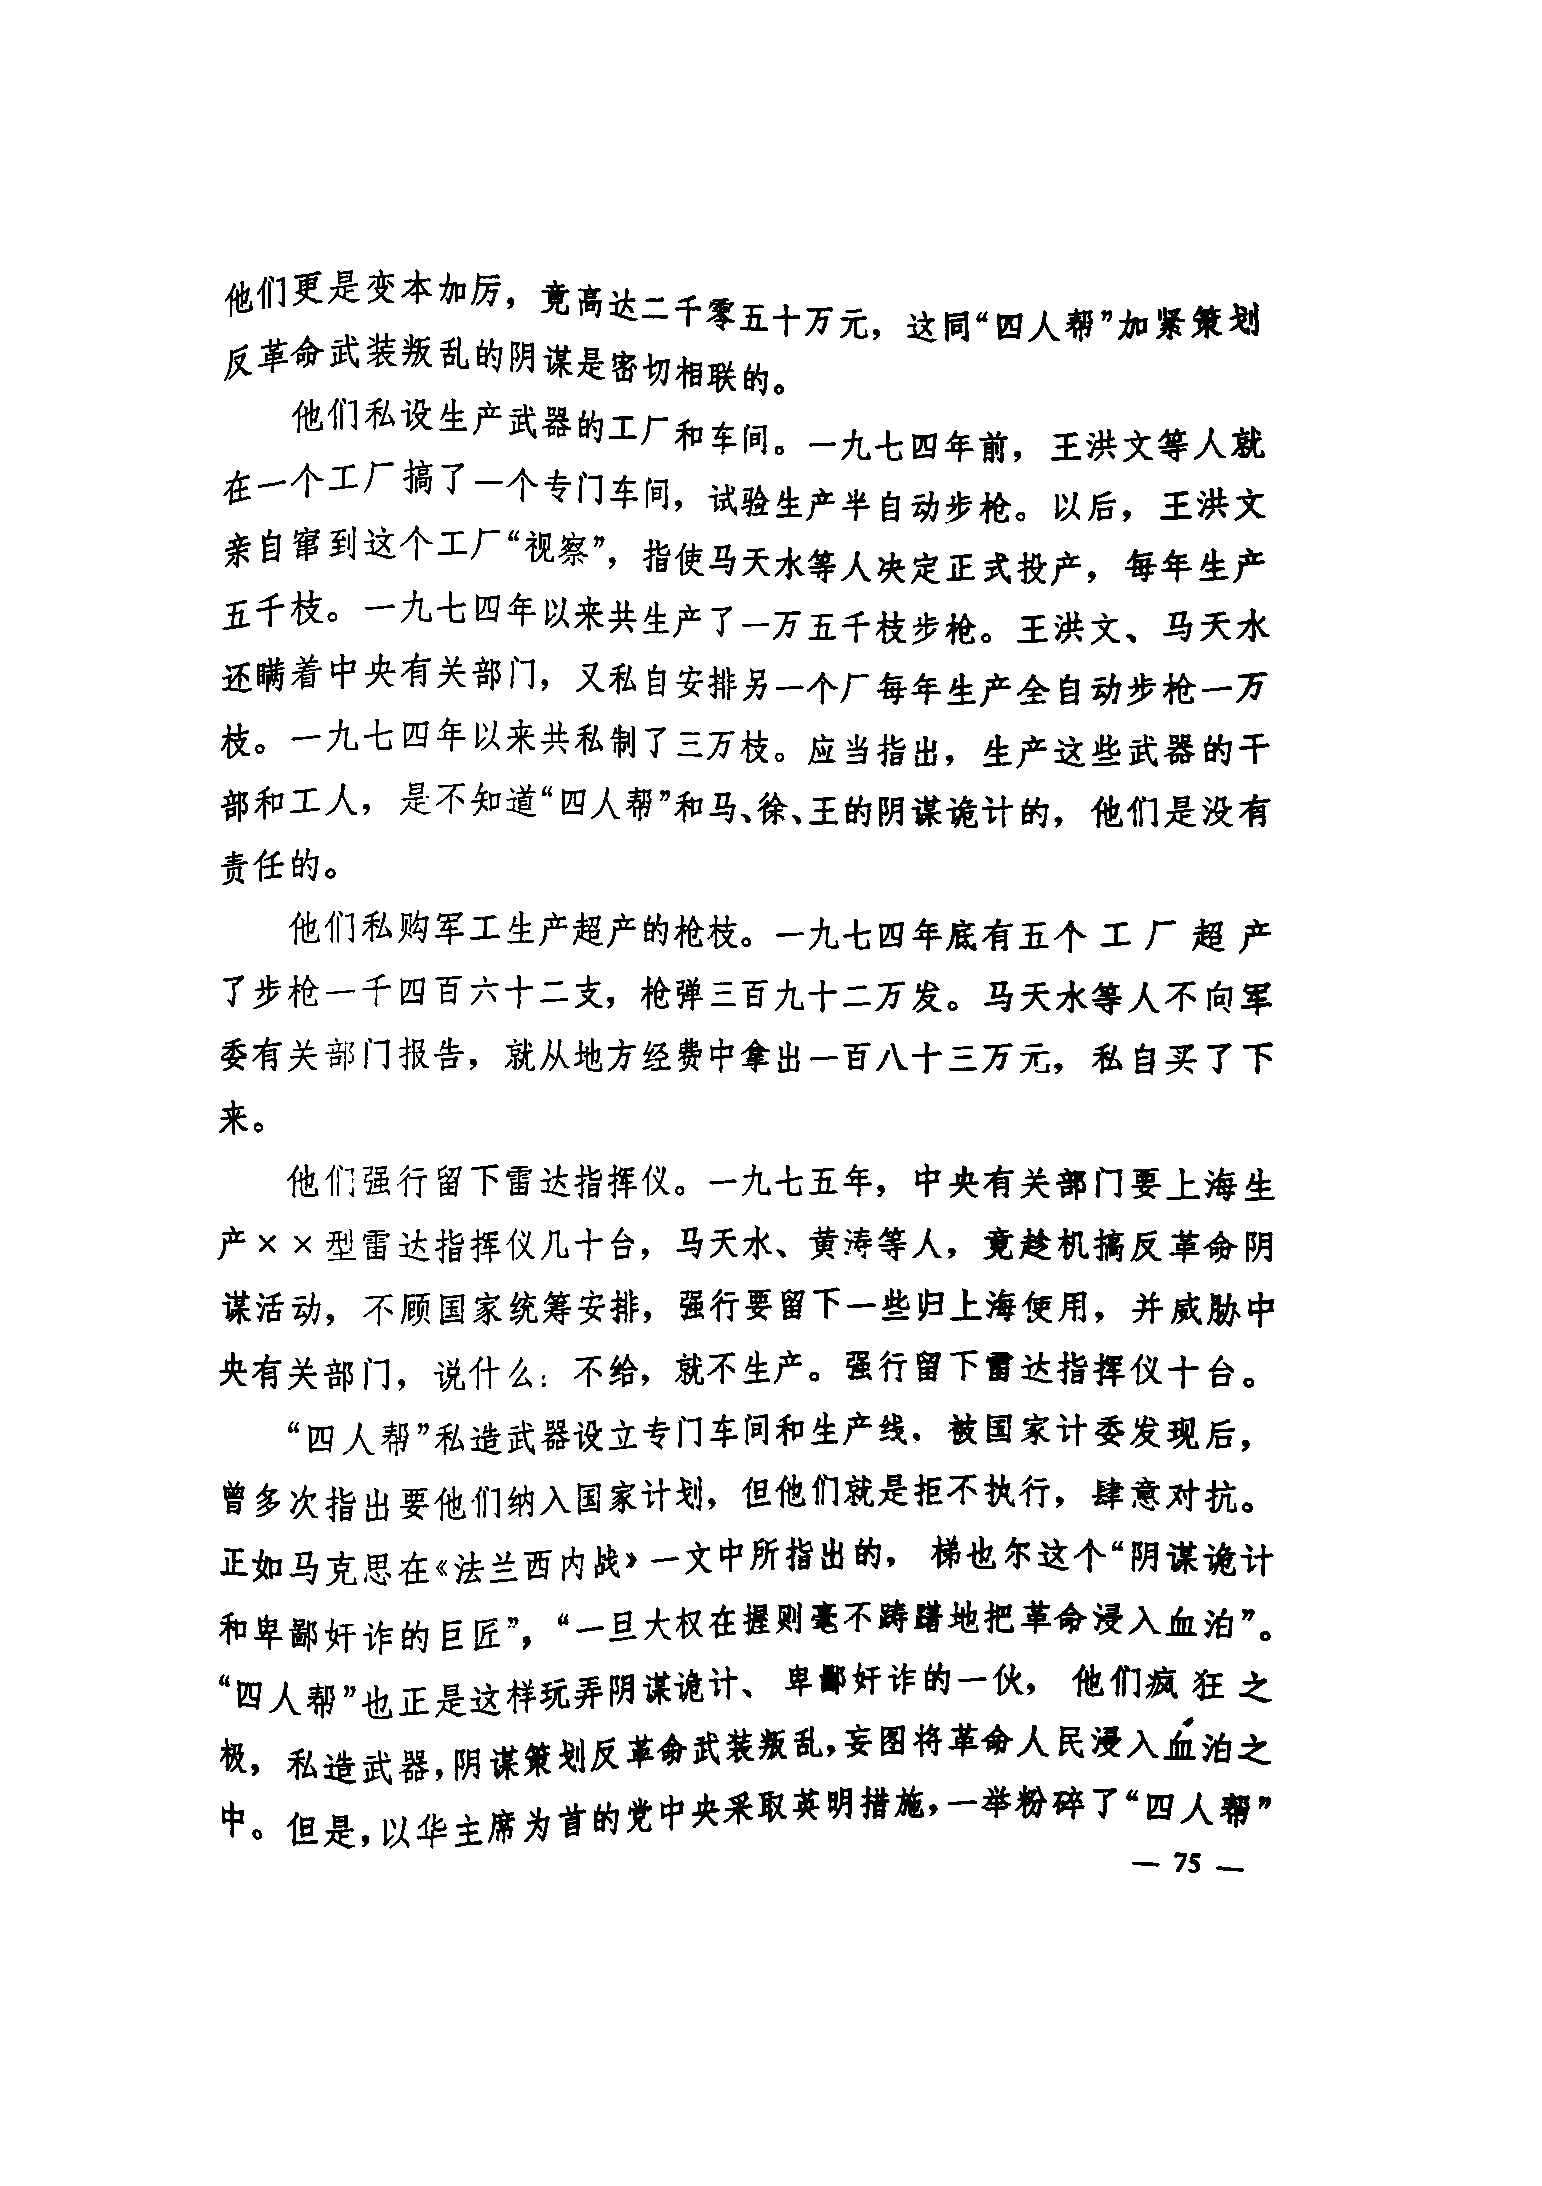 他们更是变本加厉，竟高达二千零五十万元，这同“四人帮”加紧策划
反革命武装叛乱的阴谋是密切相联的。
他们私设生产武器的工厂和车间。一九七四年前，王洪文等人就
在一个工厂搞了一个专门车间，试验生产半自动步枪。以后，王洪文
亲自窜到这个工厂“视察”，指使马天水等人决定正式投产，每年生产
五千枝。一九七四年以来共生产了一万五千枝步枪。王洪文、马天水
还瞒着中央有关部门，又私自安排另一个厂每年生产全自动步枪一万
枝。一九七四年以来共私制了三万枝。应当指出，生产这些武器的干
部和工人，是不知道“四人帮”和马、徐、王的阴谋诡计的，他们是没有
责任的。
他们私购军工生产超产的枪枝。一九七四年底有五个工厂超产
了步枪一千四百六十二支，枪弹三百九十二万发。马天水等人不向军
委有关部门报告，就从地方经费中拿出一百八十三万元，私自买了下
来。
他们强行留下雷达指挥仪。一九七五年，中央有关部门要上海生
产××型雷达指挥仪几十台，马天水、黄涛等人，竟趁机搞反革命阴
谋活动，不顾国家统筹安排，强行要留下一些归上海使用，并威胁中
央有关部门，说什么：不给，就不生产。强行留下雷达指挥仪十台。
“四人帮”私造武器设立专门车间和生产线．被国家计委发现后，
曾多次指出要他们纳入国家计划，但他们就是拒不执行，肆意对抗。
正如马克思在《法兰西内战》一文中所指出的，梯也尔这个“阴谋诡计
和卑鄙奸诈的巨匠”，“一旦大权在握则毫不踌躇地把革命浸入血泊”。
“四人帮”也正是这样玩弄阴谋诡计、卑鄙奸诈的一伙，他们疯狂之
极，私造武器，阴谋策划反革命武装叛乱，妄图将革命人民浸入血泊之
中。但是，以华主席为首的党中央采取英明措施，一举粉碎了“四人帮”
— 75 —